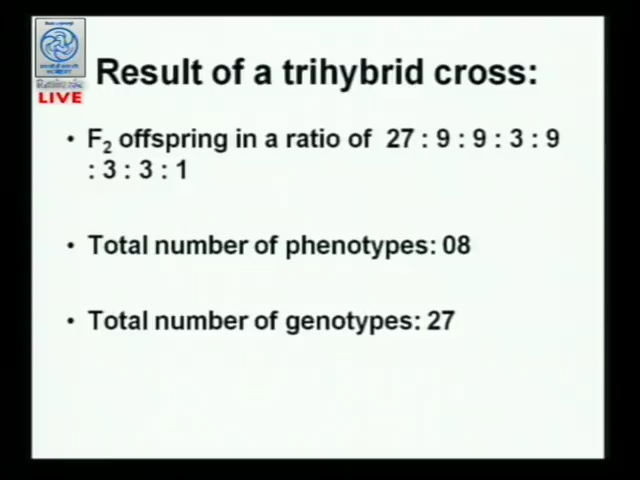 LIVE
Result of a trihybrid cross:
• F2 offspring in a ratio of 27 : 9 : 9 : 3 : 9
: 3 : 3 : 1
• Total number of phenotypes: 08
• Total number of genotypes: 27